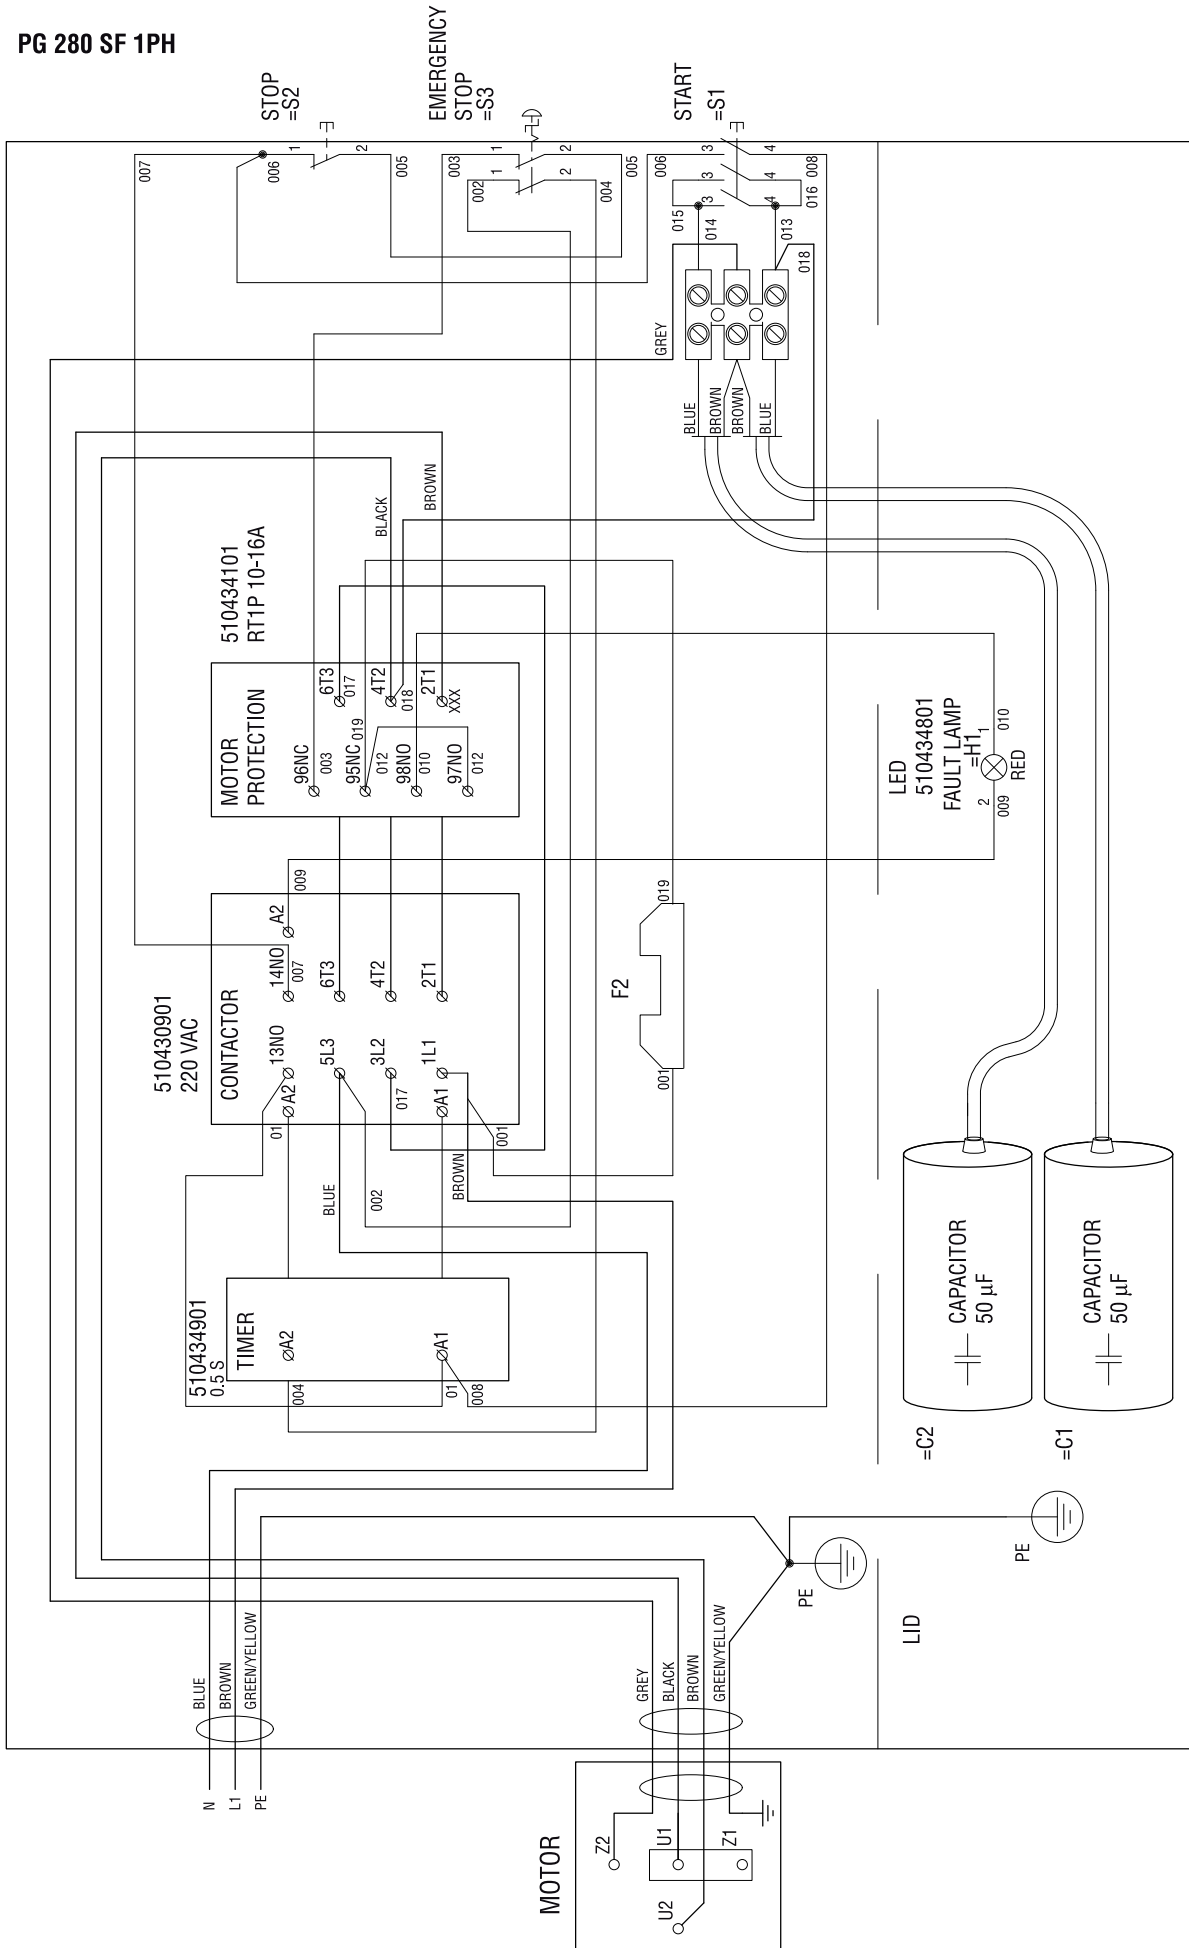 PG 280 SF 1PH
STOP
=S2
EMERGENCY
STOP
=S3
START
=S1
007
006
1
2
005
003
002
1
1
2
2
005
004
006
3
3
3
4
4
4
008
016
015
014
013
018
GREY
BLUE
BROWN
BROWN
BLUE
BLACK
BROWN
510434101
RT1P 10-16A
MOTOR
PROTECTION
96NC
003
95NC
019
012
98NO
010
97NO
012
6T3
017
4T2
018
2T1
XXX
LED
510434801
FAULT LAMP
=H1
1
010
2
009
RED
510430901
220 VAC
CONTACTOR
A2
009
14NO
007
6T3
4T2
2T1
13NO
5L3
3L2
1L1
A2
01
017
A1
001
F2
019
001
BLUE
002
BROWN
510434901
0.5 S
TIMER
A2
A1
004
01
008
CAPACITOR
50 µF
=C2
CAPACITOR
50 µF
=C1
PE
PE
LID
BLUE
BROWN
GREEN/YELLOW
N
L1
PE
GREY
BLACK
BROWN
GREEN/YELLOW
MOTOR
Z2
U1
Z1
U2